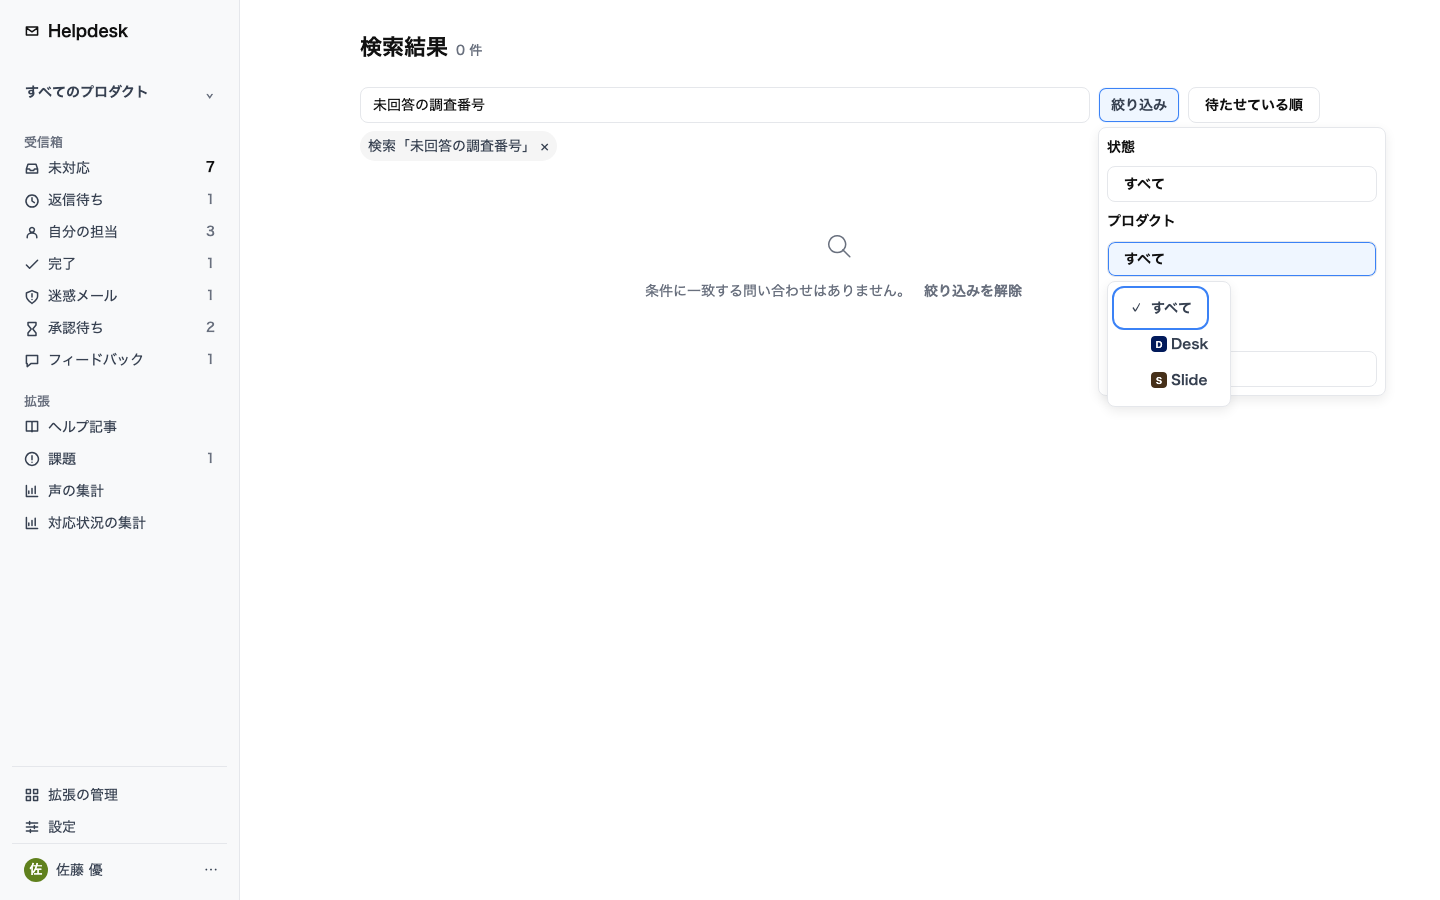 Helpdesk
すべてのプロダクト
受信箱
未対応 7
返信待ち 1
自分の担当 3
完了 1
迷惑メール 1
承認待ち 2
フィードバック 1
拡張
ヘルプ記事
課題 1
声の集計
対応状況の集計
拡張の管理
設定
佐 佐藤 優 …
検索結果 0 件
未回答の調査番号 絞り込み 待たせている順
検索「未回答の調査番号」 ×
条件に一致する問い合わせはありません。 絞り込みを解除
状態
すべて
プロダクト
すべて
✓ すべて
D Desk
S Slide